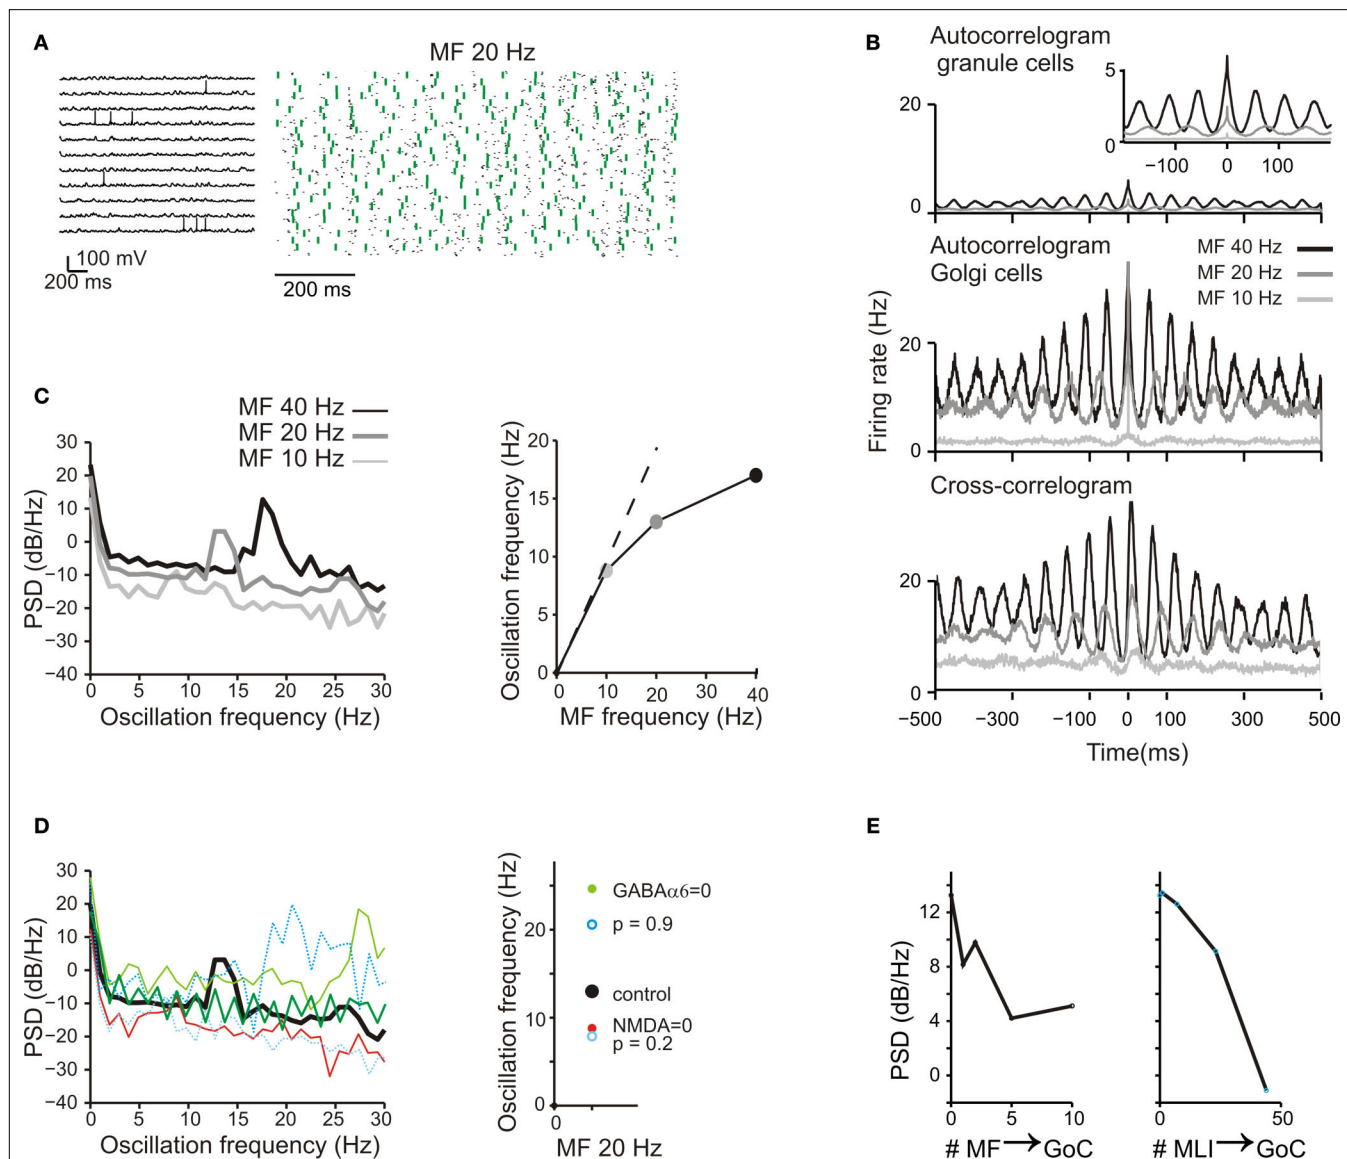 A
MF 20 Hz
100 mV
200 ms
200 ms
B
Autocorrelogram
granule cells
5
0
−100
0
100
20
0
Autocorrelogram
Golgi cells
MF 40 Hz
MF 20 Hz
MF 10 Hz
Firing rate (Hz)
20
0
Cross-correlogram
20
0
−500
−300
−100
0
100
300
500
Time(ms)
C
MF 40 Hz
MF 20 Hz
MF 10 Hz
PSD (dB/Hz)
30
20
10
0
−10
−20
−30
−40
0 5 10 15 20 25 30
Oscillation frequency (Hz)
Oscillation frequency (Hz)
20
15
10
5
0
0 10 20 30 40
MF frequency (Hz)
D
PSD (dB/Hz)
30
20
10
0
−10
−20
−30
−40
0 5 10 15 20 25 30
Oscillation frequency (Hz)
Oscillation frequency (Hz)
20
10
0
0
GABAα6=0
p = 0.9
control
NMDA=0
p = 0.2
MF 20 Hz
E
PSD (dB/Hz)
12
8
4
0
0 5 10
# MF → GoC
0 50
# MLI → GoC